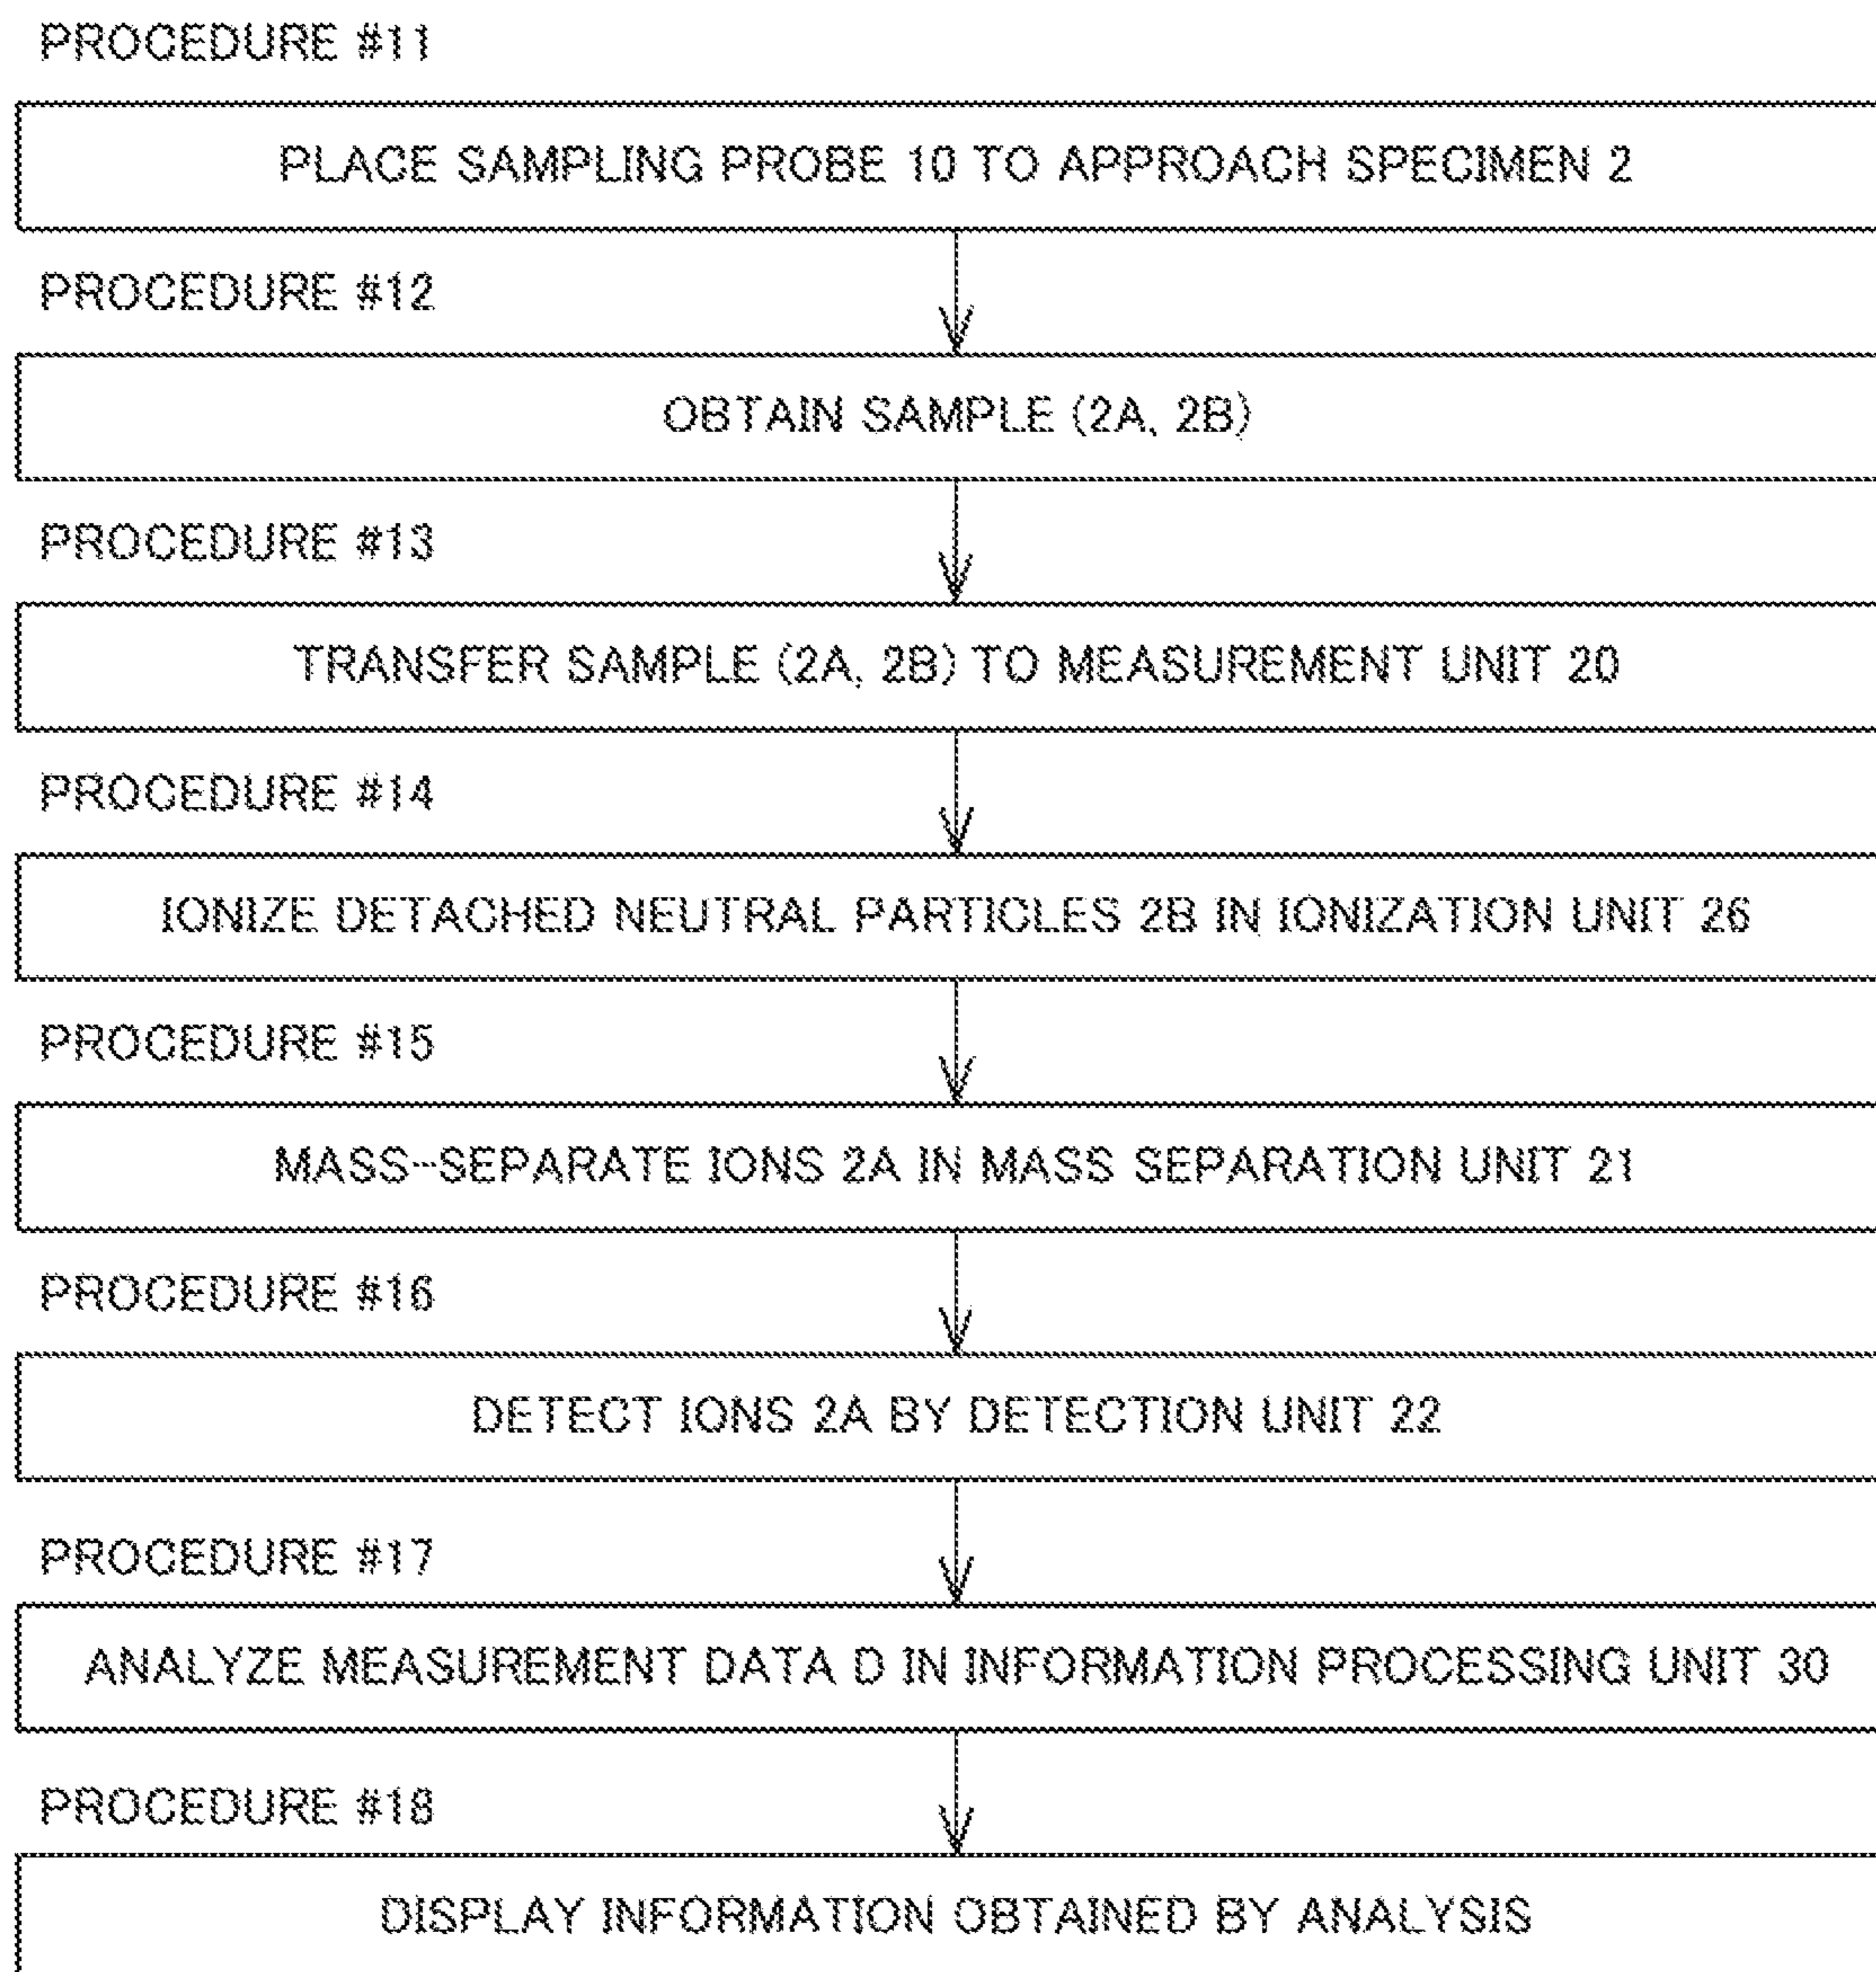 PROCEDURE #11
PLACE SAMPLING PROBE 10 TO APPROACH SPECIMEN 2
PROCEDURE #12
OBTAIN SAMPLE (2A, 2B)
PROCEDURE #13
TRANSFER SAMPLE (2A, 2B) TO MEASUREMENT UNIT 20
PROCEDURE #14
IONIZE DETACHED NEUTRAL PARTICLES 2B IN IONIZATION UNIT 26
PROCEDURE #15
MASS-SEPARATE IONS 2A IN MASS SEPARATION UNIT 21
PROCEDURE #16
DETECT IONS 2A BY DETECTION UNIT 22
PROCEDURE #17
ANALYZE MEASUREMENT DATA D IN INFORMATION PROCESSING UNIT 30
PROCEDURE #18
DISPLAY INFORMATION OBTAINED BY ANALYSIS